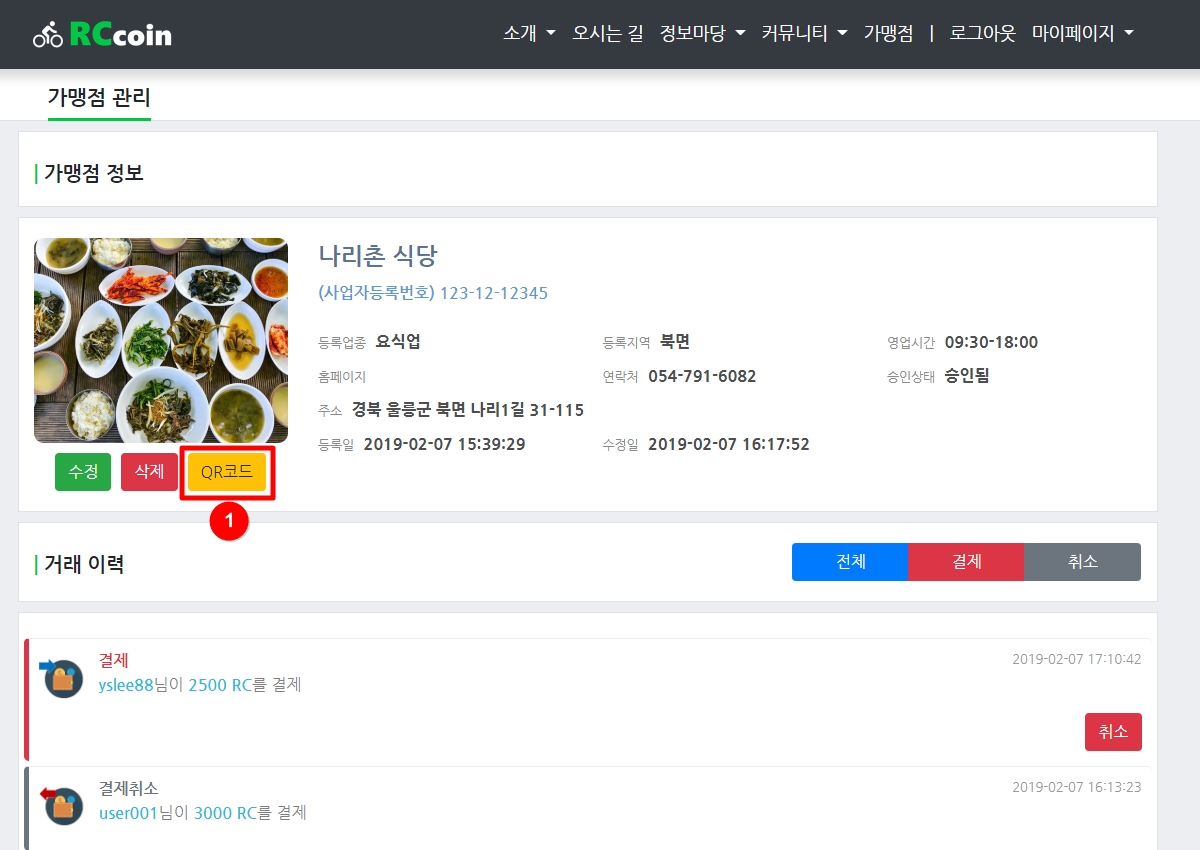 RCcoin 소개 오시는 길 정보마당 커뮤니티 가맹점 | 로그아웃 마이페이지
가맹점 관리
가맹점 정보
나리촌 식당
(사업자등록번호) 123-12-12345
등록업종 요식업 등록지역 북면 영업시간 09:30-18:00
홈페이지 연락처 054-791-6082 승인상태 승인됨
주소 경북 울릉군 북면 나리1길 31-115
등록일 2019-02-07 15:39:29 수정일 2019-02-07 16:17:52
수정 삭제 QR코드
1
거래 이력 전체 결제 취소
결제 2019-02-07 17:10:42
yslee88님이 2500 RC를 결제
취소
결제취소 2019-02-07 16:13:23
user001님이 3000 RC를 결제